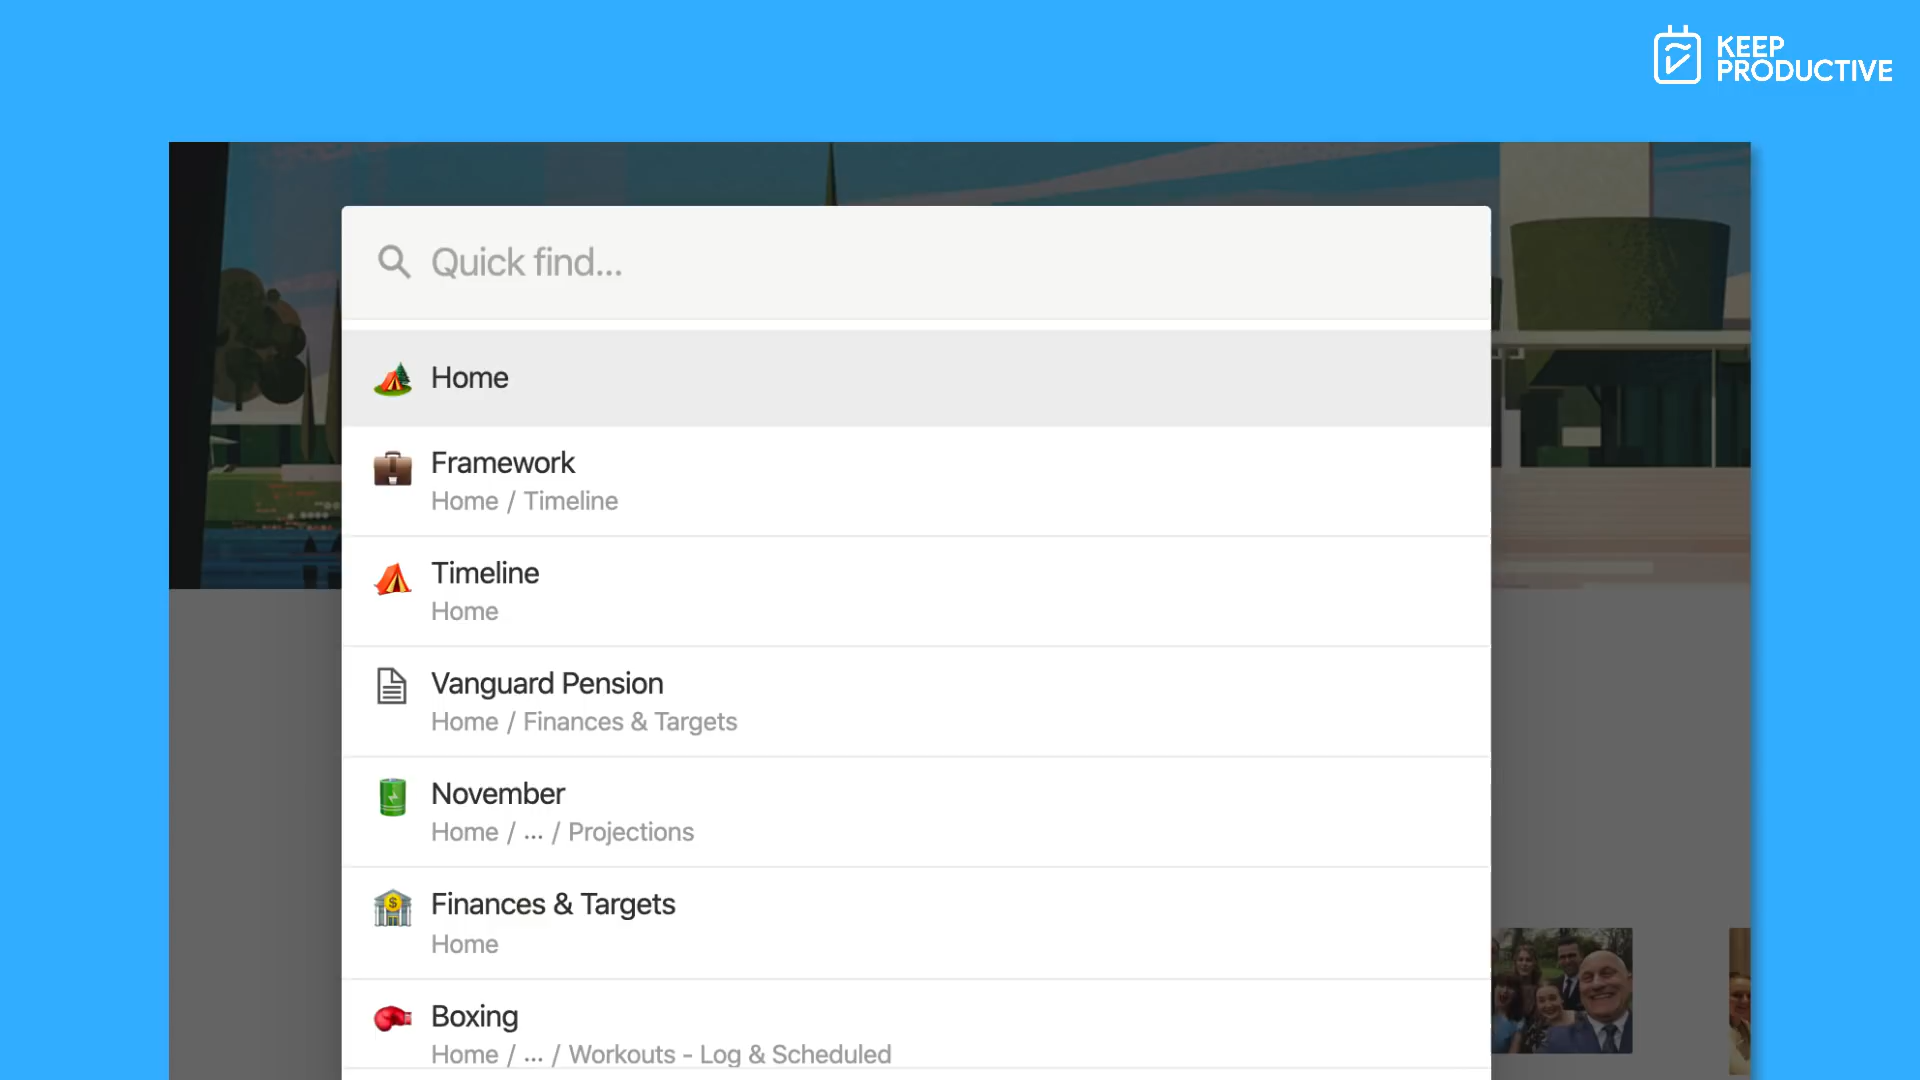 KEEP
PRODUCTIVE
Quick find...
Home
Framework
Home / Timeline
Timeline
Home
Vanguard Pension
Home / Finances & Targets
November
Home / ... / Projections
Finances & Targets
Home
Boxing
Home / ... / Workouts - Log & Scheduled